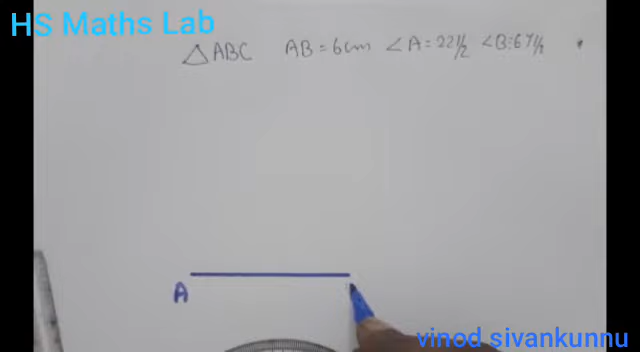 HS Maths Lab
△ABC AB = 6cm ∠A = 22½ ∠B = 67½
A
vinod sivankunnu